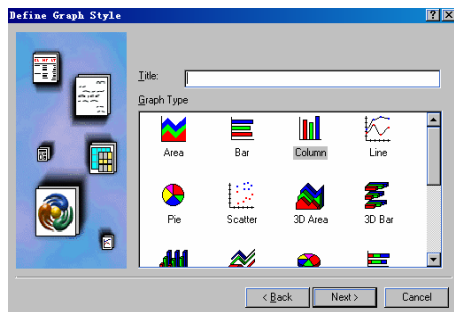 Define Graph Style
Title:
Graph Type
Area Bar Column Line
Pie Scatter 3D Area 3D Bar
< Back Next > Cancel